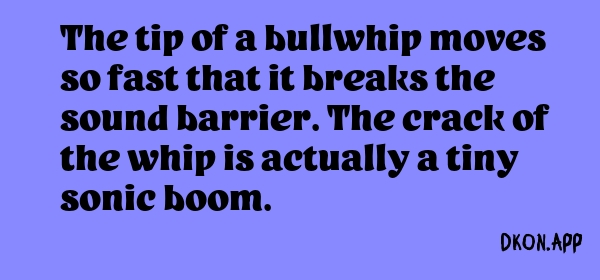 The tip of a bullwhip moves
so fast that it breaks the
sound barrier. The crack of
the whip is actually a tiny
sonic boom.
DKON.APP